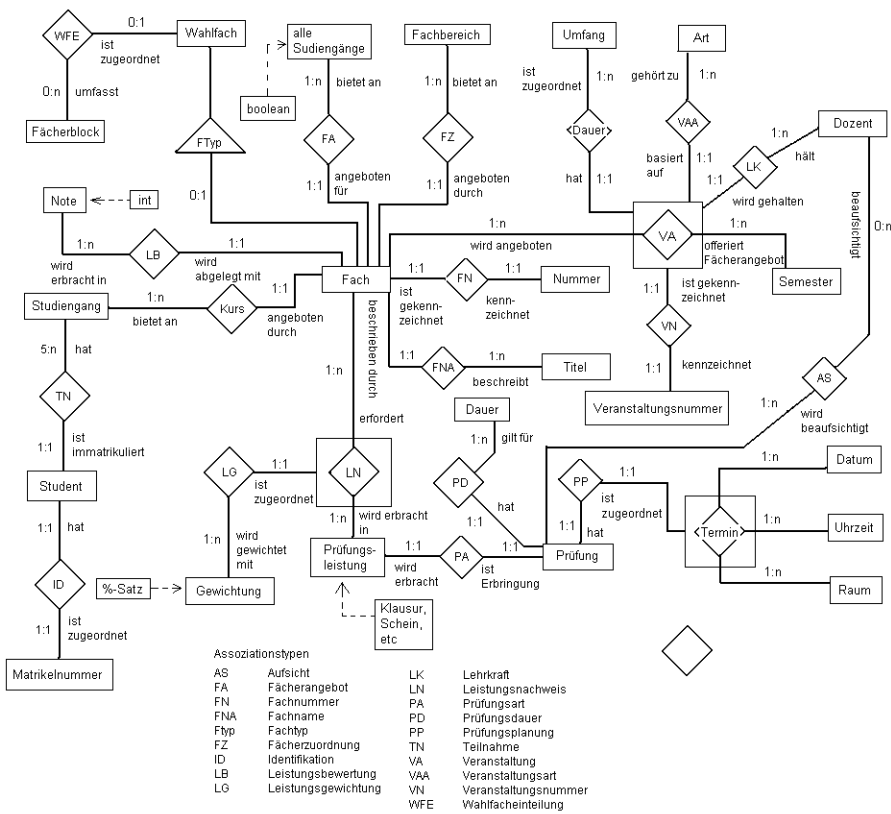 0:1
Wahlfach
WFE
ist
zugeordnet
0:n
umfasst
Fächerblock
FTyp
0:1
alle
Sudiengänge
boolean
1:n
bietet an
FA
1:1
angeboten
für
Fachbereich
1:n
bietet an
FZ
1:1
angeboten
durch
Umfang
ist
zugeordnet
1:n
Dauer
hat
1:1
Art
gehört zu
1:n
VAA
basiert
auf
1:1
Dozent
1:n
hält
LK
1:1
wird gehalten
beaufsichtigt
0:n
Note
int
1:n
wird
erbracht in
LB
1:1
wird
abgelegt mit
1:n
wird angeboten
VA
1:n
offeriert
Fächerangebot
Semester
Fach
1:1
ist
gekenn-
zeichnet
FN
1:1
kenn-
zeichnet
Nummer
1:1
ist gekenn-
zeichnet
VN
1:1
kennzeichnet
Veranstaltungsnummer
Studiengang
1:n
bietet an
Kurs
1:1
angeboten
durch
beschrieben durch
1:1
FNA
1:n
beschreibt
Titel
5:n
hat
TN
1:1
ist
immatrikuliert
Student
1:n
erfordert
LN
Dauer
1:n
gilt für
PD
hat
1:1
1:n
AS
wird
beaufsichtigt
LG
1:1
ist
zugeordnet
1:n
wird
gewichtet
mit
Gewichtung
%-Satz
1:n
wird erbracht
in
Prüfungs-
leistung
1:1
wird
erbracht
PA
1:1
ist
Erbringung
Prüfung
PP
1:1
ist
zugeordnet
1:1
hat
Termin
1:n
Datum
1:n
Uhrzeit
1:n
Raum
1:1
hat
ID
1:1
ist
zugeordnet
Matrikelnummer
Klausur,
Schein,
etc
Assoziationstypen
AS Aufsicht
FA Fächerangebot
FN Fachnummer
FNA Fachname
Ftyp Fachtyp
FZ Fächerzuordnung
ID Identifikation
LB Leistungsbewertung
LG Leistungsgewichtung
LK Lehrkraft
LN Leistungsnachweis
PA Prüfungsart
PD Prüfungsdauer
PP Prüfungsplanung
TN Teilnahme
VA Veranstaltung
VAA Veranstaltungsart
VN Veranstaltungsnummer
WFE Wahlfacheinteilung